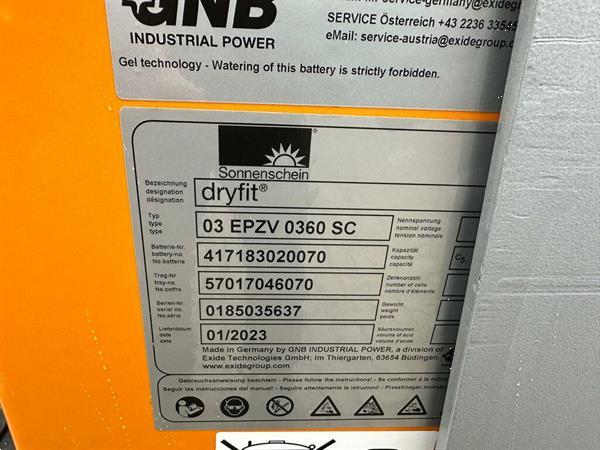 GNB
INDUSTRIAL POWER
SERVICE Österreich +43 2236
eMail: service-austria@exidegroup.
Gel technology - Watering of this battery is strictly forbidden.
Sonnenschein®
dryfit®
Bezeichnung
designation
désignation
Typ
type
type
03 EPZV 0360 SC
Nennspannung
nominal voltage
tension nominale
Batterie-Nr.
battery-no
No.batterie
417183020070
Kapazität
capacity
capacité
C5
Trog-Nr.
tray-no.
No.coffre
57017046070
Zellenanzahl
number of cells
nombre d'éléments
Serien-Nr.
serial no.
No.série
0185035637
Gewicht
weight
poids
Lieferdatum
date
date
01/2023
Säurevolumen
volume of acid
volume d'acides
Made in Germany by GNB INDUSTRIAL POWER, a division of
Exide Technologies GmbH; Im Thiergarten, 63654 Büdingen
www.exidegroup.com
GNB
Gebrauchsanweisung beachten! - Please follow the instructions! - Se conformer à notice
Seguir las instrucciones del manual! - Seguire attentamente le istruzioni! - Przestrzegac instrukcji